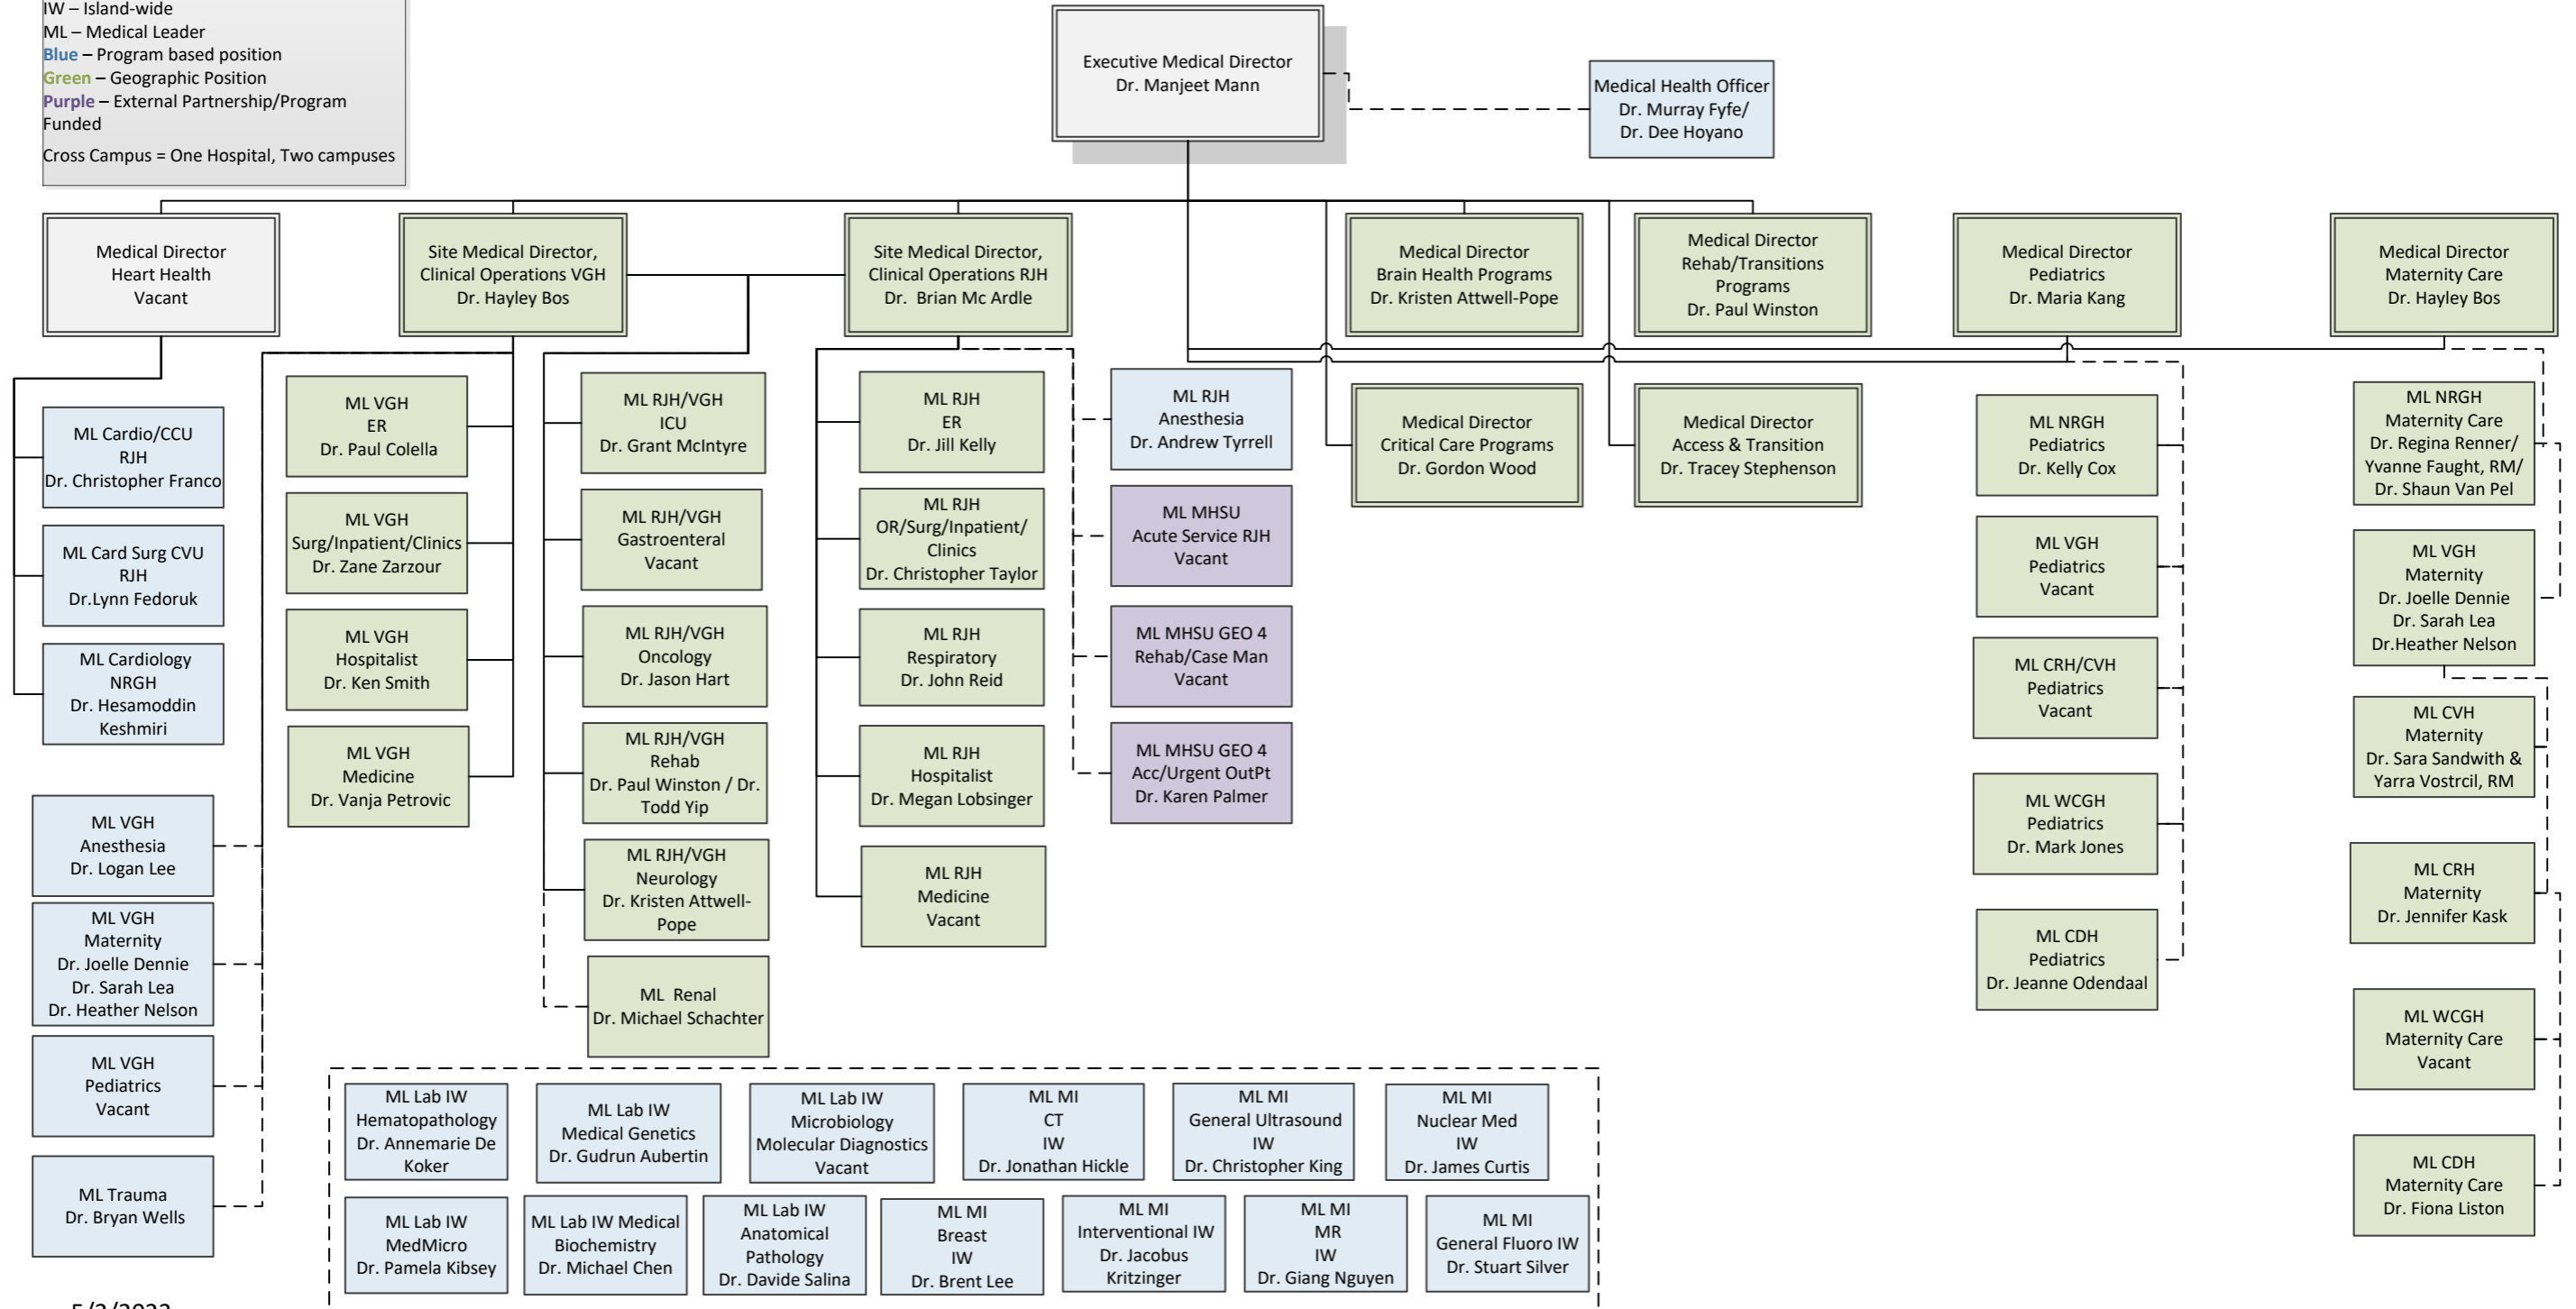 IW – Island-wide
ML – Medical Leader
Blue – Program based position
Green – Geographic Position
Purple – External Partnership/Program
Funded
Cross Campus = One Hospital, Two campuses
Executive Medical Director
Dr. Manjeet Mann
Medical Health Officer
Dr. Murray Fyfe/
Dr. Dee Hoyano
Medical Director
Heart Health
Vacant
Site Medical Director,
Clinical Operations VGH
Dr. Hayley Bos
Site Medical Director,
Clinical Operations RJH
Dr. Brian Mc Ardle
Medical Director
Brain Health Programs
Dr. Kristen Attwell-Pope
Medical Director
Rehab/Transitions
Programs
Dr. Paul Winston
Medical Director
Pediatrics
Dr. Maria Kang
Medical Director
Maternity Care
Dr. Hayley Bos
ML Cardio/CCU
RJH
Dr. Christopher Franco
ML Card Surg CVU
RJH
Dr.Lynn Fedoruk
ML Cardiology
NRGH
Dr. Hesamoddin
Keshmiri
ML VGH
Anesthesia
Dr. Logan Lee
ML VGH
Maternity
Dr. Joelle Dennie
Dr. Sarah Lea
Dr. Heather Nelson
ML VGH
Pediatrics
Vacant
ML Trauma
Dr. Bryan Wells
ML VGH
ER
Dr. Paul Colella
ML VGH
Surg/Inpatient/Clinics
Dr. Zane Zarzour
ML VGH
Hospitalist
Dr. Ken Smith
ML VGH
Medicine
Dr. Vanja Petrovic
ML RJH/VGH
ICU
Dr. Grant McIntyre
ML RJH/VGH
Gastroenteral
Vacant
ML RJH/VGH
Oncology
Dr. Jason Hart
ML RJH/VGH
Rehab
Dr. Paul Winston / Dr.
Todd Yip
ML RJH/VGH
Neurology
Dr. Kristen Attwell-
Pope
ML Renal
Dr. Michael Schachter
ML RJH
ER
Dr. Jill Kelly
ML RJH
OR/Surg/Inpatient/
Clinics
Dr. Christopher Taylor
ML RJH
Respiratory
Dr. John Reid
ML RJH
Hospitalist
Dr. Megan Lobsinger
ML RJH
Medicine
Vacant
ML RJH
Anesthesia
Dr. Andrew Tyrrell
ML MHSU
Acute Service RJH
Vacant
ML MHSU GEO 4
Rehab/Case Man
Vacant
ML MHSU GEO 4
Acc/Urgent OutPt
Dr. Karen Palmer
Medical Director
Critical Care Programs
Dr. Gordon Wood
Medical Director
Access & Transition
Dr. Tracey Stephenson
ML NRGH
Pediatrics
Dr. Kelly Cox
ML VGH
Pediatrics
Vacant
ML CRH/CVH
Pediatrics
Vacant
ML WCGH
Pediatrics
Dr. Mark Jones
ML CDH
Pediatrics
Dr. Jeanne Odendaal
ML NRGH
Maternity Care
Dr. Regina Renner/
Yvanne Faught, RM/
Dr. Shaun Van Pel
ML VGH
Maternity
Dr. Joelle Dennie
Dr. Sarah Lea
Dr.Heather Nelson
ML CVH
Maternity
Dr. Sara Sandwith &
Yarra Vostrcil, RM
ML CRH
Maternity
Dr. Jennifer Kask
ML WCGH
Maternity Care
Vacant
ML CDH
Maternity Care
Dr. Fiona Liston
ML Lab IW
Hematopathology
Dr. Annemarie De
Koker
ML Lab IW
Medical Genetics
Dr. Gudrun Aubertin
ML Lab IW
Microbiology
Molecular Diagnostics
Vacant
ML MI
CT
IW
Dr. Jonathan Hickle
ML MI
General Ultrasound
IW
Dr. Christopher King
ML MI
Nuclear Med
IW
Dr. James Curtis
ML Lab IW
MedMicro
Dr. Pamela Kibsey
ML Lab IW Medical
Biochemistry
Dr. Michael Chen
ML Lab IW
Anatomical
Pathology
Dr. Davide Salina
ML MI
Breast
IW
Dr. Brent Lee
ML MI
Interventional IW
Dr. Jacobus
Kritzinger
ML MI
MR
IW
Dr. Giang Nguyen
ML MI
General Fluoro IW
Dr. Stuart Silver